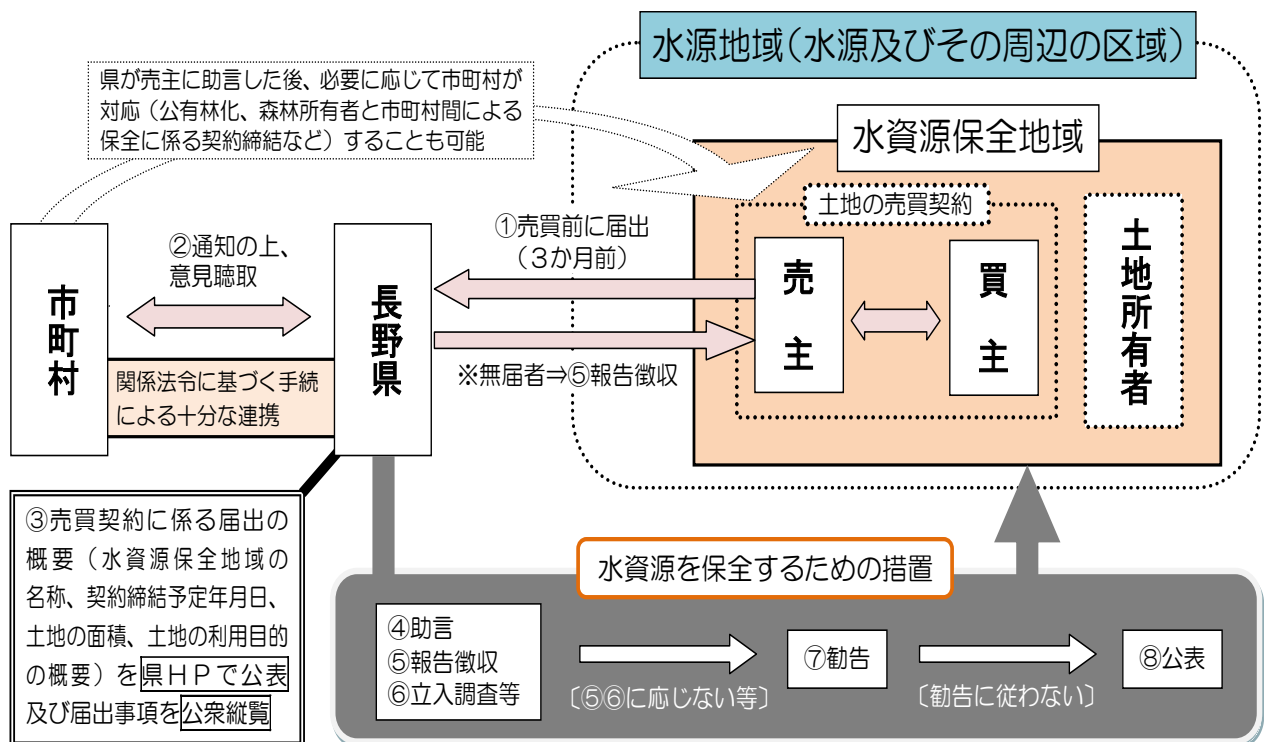 水源地域(水源及びその周辺の区域)
県が売主に助言した後、必要に応じて市町村が
対応(公有林化、森林所有者と市町村間による
保全に係る契約締結など)することも可能
水資源保全地域
土地の売買契約
①売買前に届出
(3か月前)
②通知の上、
意見聴取
市町村
長野県
売主
買主
土地所有者
※無届者⇒⑤報告徴収
関係法令に基づく手続
による十分な連携
③売買契約に係る届出の
概要(水資源保全地域の
名称、契約締結予定年月日、
土地の面積、土地の利用目的
の概要)を県HPで公表
及び届出事項を公衆縦覧
水資源を保全するための措置
④助言
⑤報告徴収
⑥立入調査等
〔⑤⑥に応じない等〕
⑦勧告
〔勧告に従わない〕
⑧公表